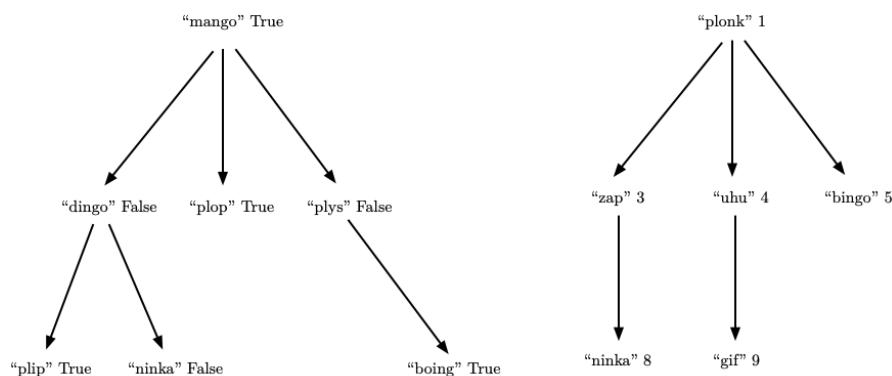 “mango” True
“plonk” 1
“dingo” False
“plop” True
“plys” False
“zap” 3
“uhu” 4
“bingo” 5
“plip” True
“ninka” False
“boing” True
“ninka” 8
“gif” 9